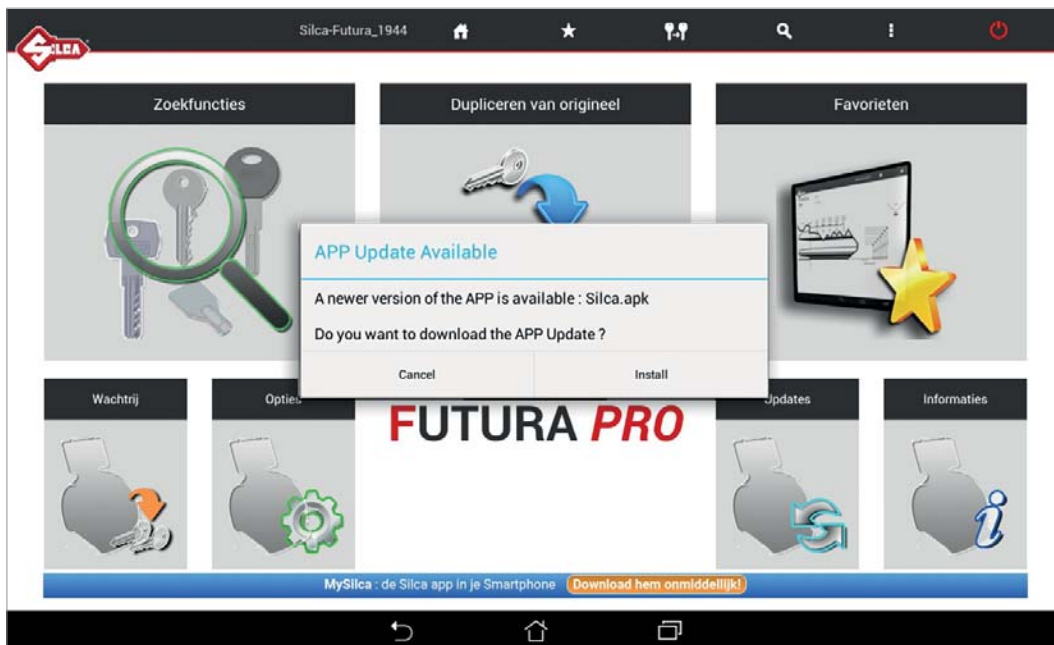 SILCA
Silca-Futura_1944
Zoekfuncties
Dupliceren van origineel
Favorieten
APP Update Available
A newer version of the APP is available : Silca.apk
Do you want to download the APP Update ?
Cancel
Install
Wachtrij
Opties
Updates
Informaties
FUTURA PRO
MySilca : de Silca app in je Smartphone Download hem onmiddellijk!